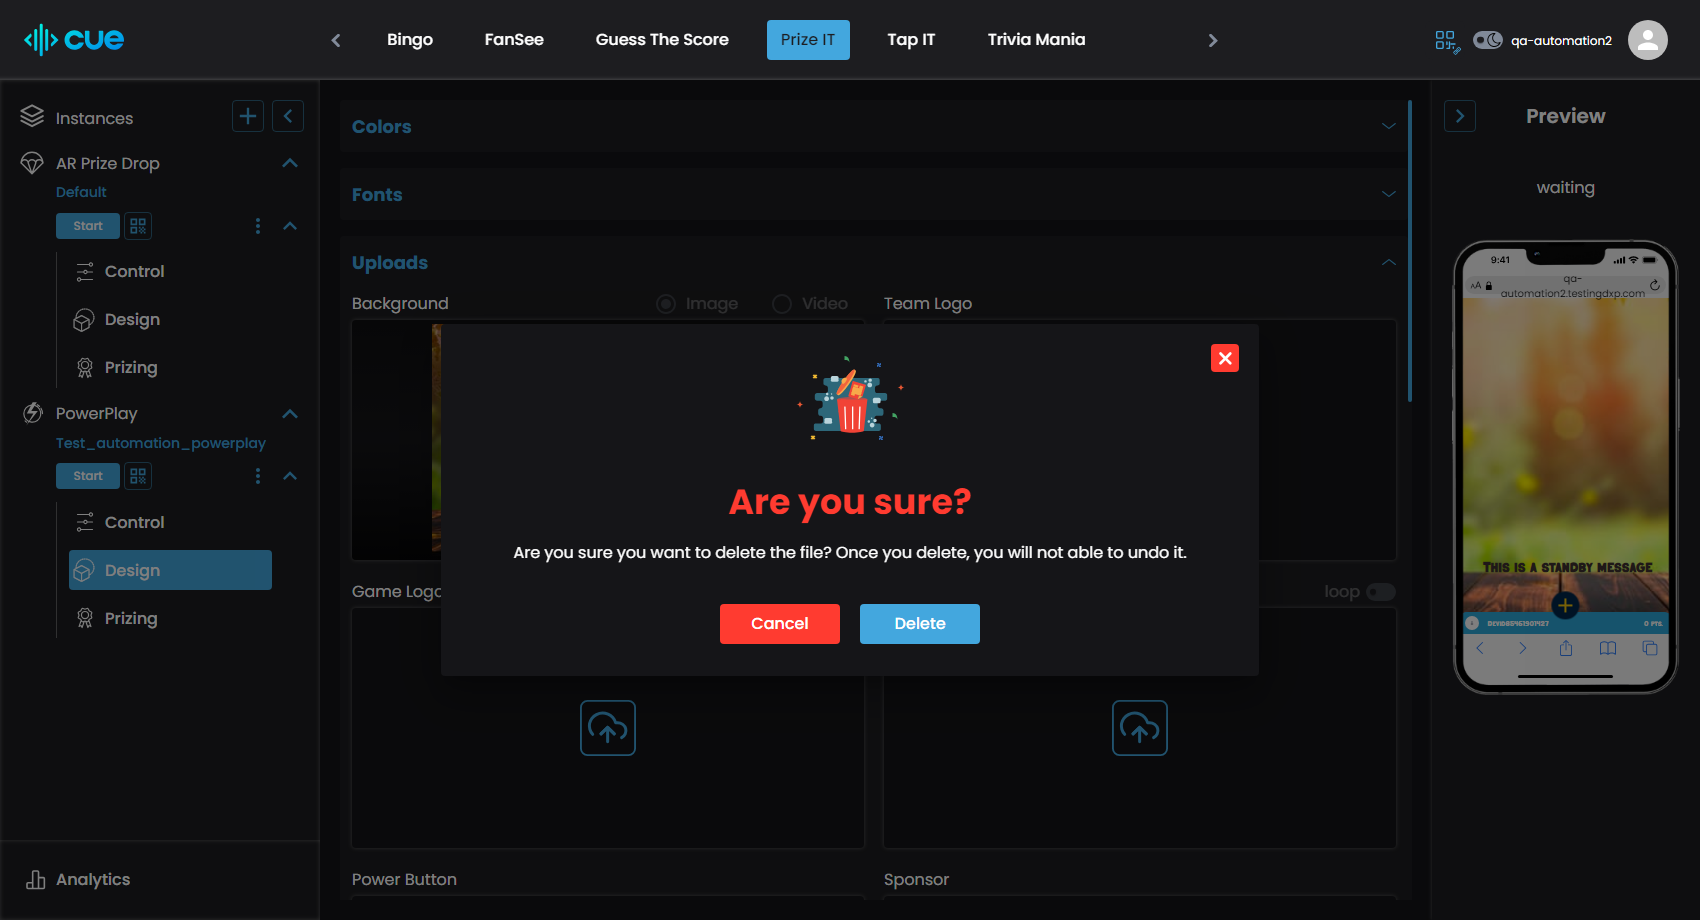 cue
Bingo
FanSee
Guess The Score
Prize IT
Tap IT
Trivia Mania
qa-automation2
Instances
AR Prize Drop
Default
Start
Control
Design
Prizing
PowerPlay
Test_automation_powerplay
Start
Control
Design
Prizing
Analytics
Colors
Fonts
Uploads
Background
Image
Video
Team Logo
Are you sure?
Are you sure you want to delete the file? Once you delete, you will not able to undo it.
Cancel
Delete
Game Logo
loop
Power Button
Sponsor
Preview
waiting
9:41
AA
qa-
automation2.testingdxp.com
THIS IS A STANDBY MESSAGE
0 PTS.